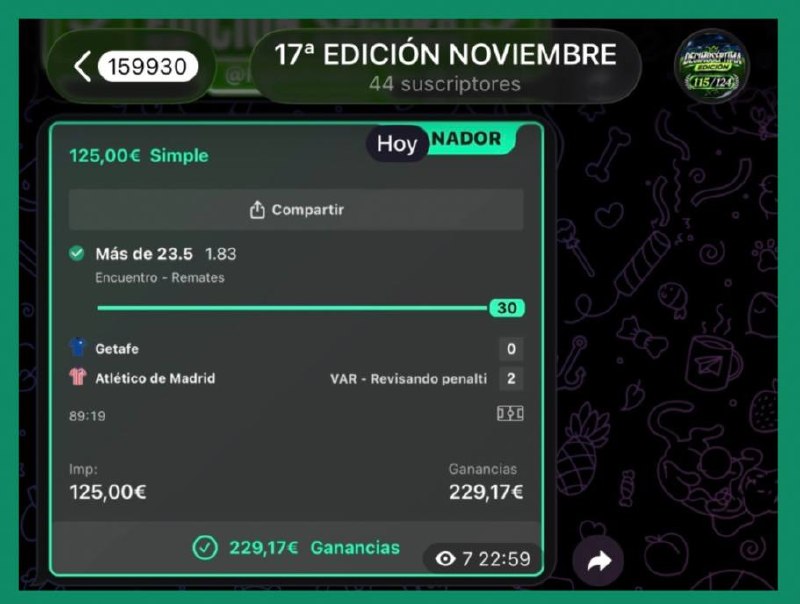 159930
17ª EDICIÓN NOVIEMBRE
44 suscriptores
EDICIÓN
115/124
Hoy
NADOR
125,00€ Simple
Compartir
Más de 23.5 1.83
Encuentro - Remates
30
Getafe 0
Atlético de Madrid VAR - Revisando penalti 2
89:19
Imp: Ganancias
125,00€ 229,17€
229,17€ Ganancias
7 22:59